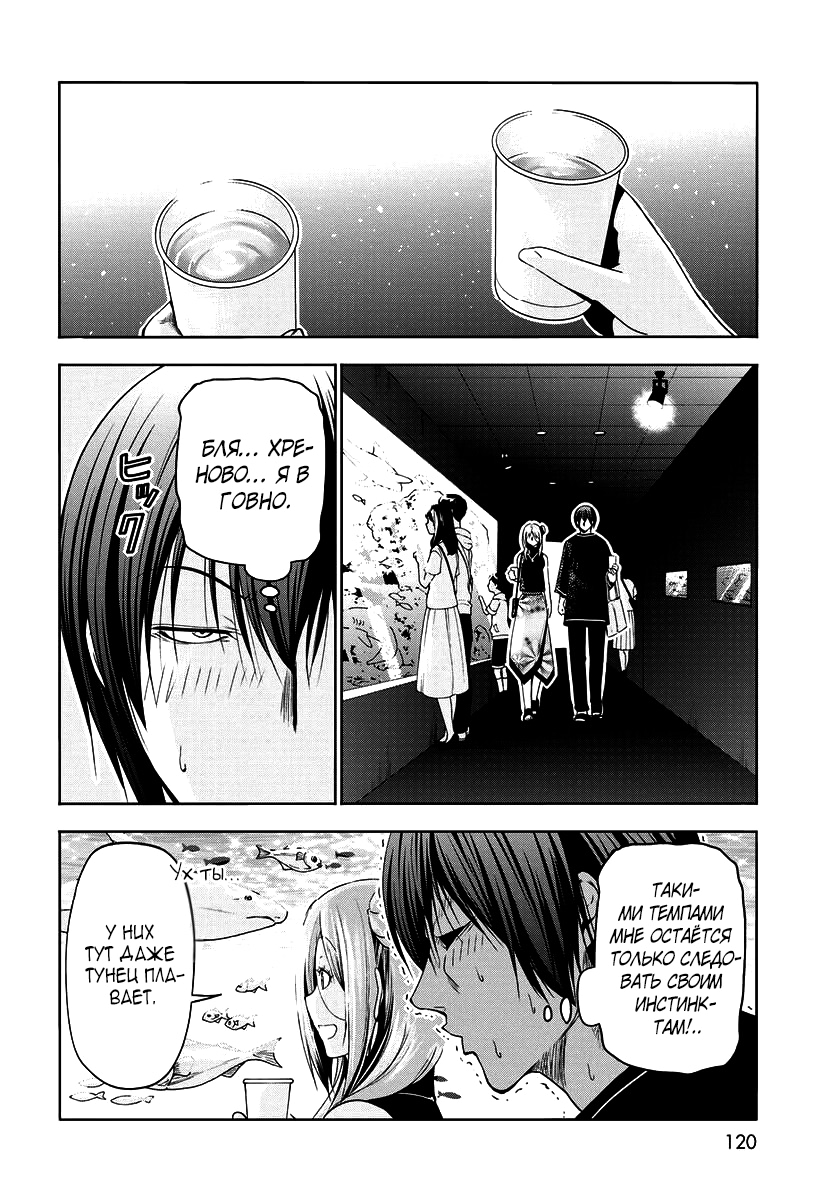 БЛЯ... ХРЕ-
НОВО... Я В
ГОВНО.
ヒック
ТАКИ-
МИ ТЕМПАМИ
МНЕ ОСТАЁТСЯ
ТОЛЬКО СЛЕДО-
ВАТЬ СВОИМ
ИНСТИНК-
ТАМ!..
УХ-ТЫ...
У НИХ
ТУТ ДАЖЕ
ТУНЕЦ ПЛА-
ВАЕТ.
120